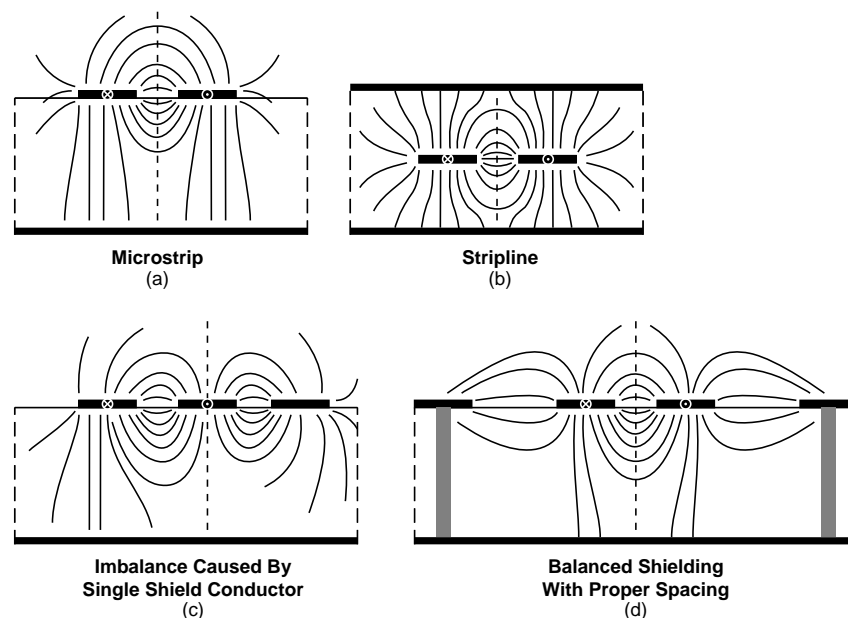 Microstrip
(a)
Stripline
(b)
Imbalance Caused By
Single Shield Conductor
(c)
Balanced Shielding
With Proper Spacing
(d)